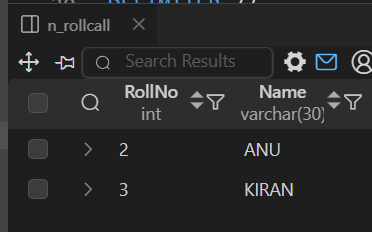 n_rollcall
Search Results
RollNo Name
int varchar(30)
2 ANU
3 KIRAN